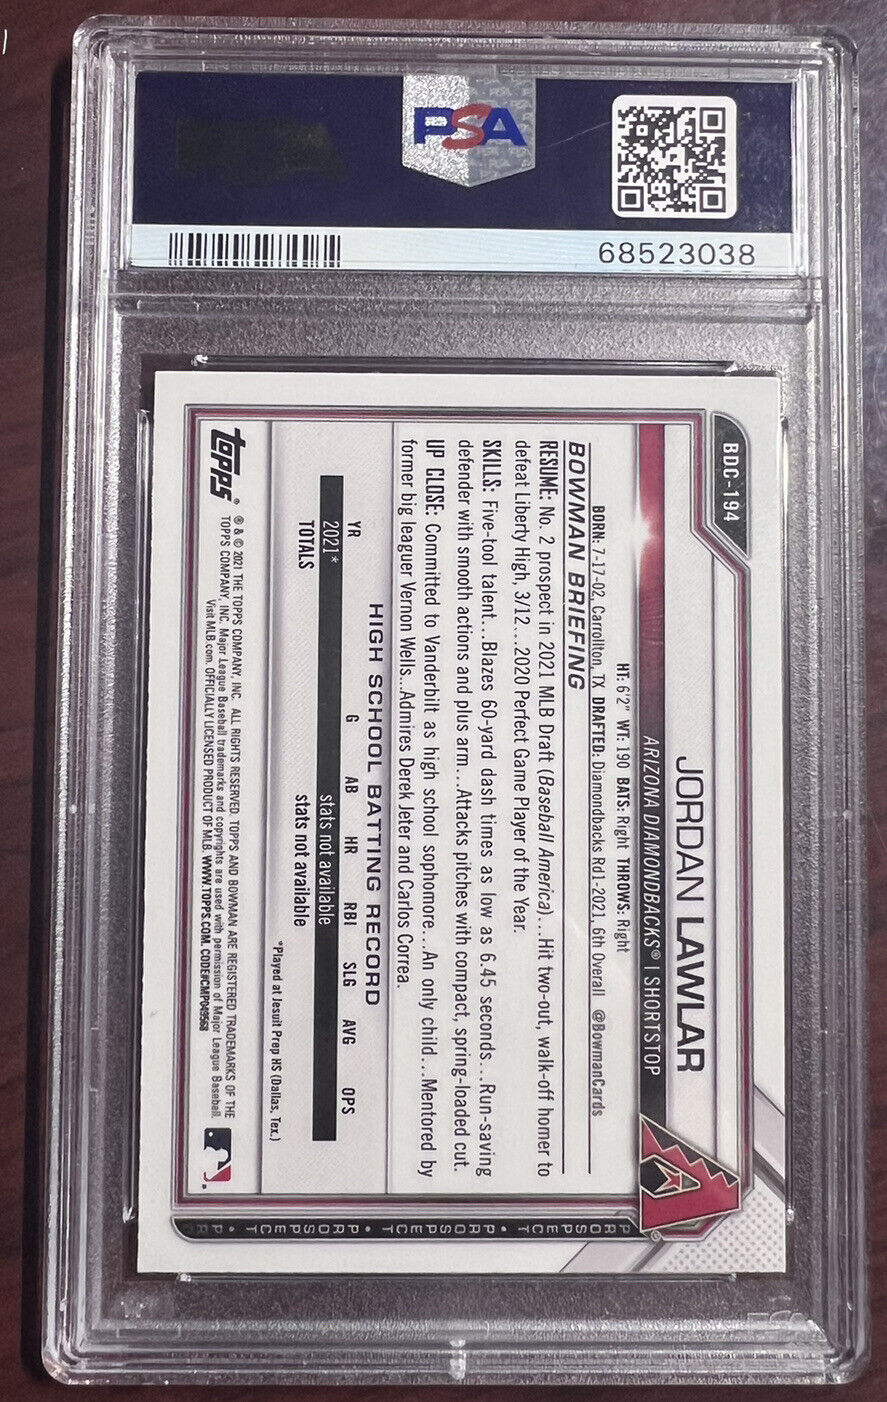 PSA
68523038
BDC-194
JORDAN LAWLAR
ARIZONA DIAMONDBACKS® | SHORTSTOP
HT: 6'2" WT: 190 BATS: Right THROWS: Right
BORN: 7-17-02, Carrollton, TX DRAFTED: Diamondbacks Rd1-2021, 6th Overall @BowmanCards
BOWMAN BRIEFING
RESUME: No. 2 prospect in 2021 MLB Draft (Baseball America)...Hit two-out, walk-off homer to
defeat Liberty High, 3/12....2020 Perfect Game Player of the Year.
SKILLS: Five-tool talent...Blazes 60-yard dash times as low as 6.45 seconds...Run-saving
defender with smooth actions and plus arm....Attacks pitches with compact, spring-loaded cut.
UP CLOSE: Committed to Vanderbilt as high school sophomore...An only child...Mentored by
former big leaguer Vernon Wells...Admires Derek Jeter and Carlos Correa.
HIGH SCHOOL BATTING RECORD
YR G AB HR RBI SLG AVG OPS
2021* stats not available
TOTALS stats not available
*Played at Jesuit Prep HS (Dallas, Tex.)
topps®
® & © 2021 THE TOPPS COMPANY, INC. ALL RIGHTS RESERVED. TOPPS AND BOWMAN ARE REGISTERED TRADEMARKS OF THE
TOPPS COMPANY, INC. Major League Baseball trademarks and copyrights are used with permission of Major League Baseball.
Visit MLB.com. OFFICIALLY LICENSED PRODUCT OF MLB. WWW.TOPPS.COM. CODE#CMP049568
PROSPECT • PROSPECT • PROSPECT • PROSPECT • PR